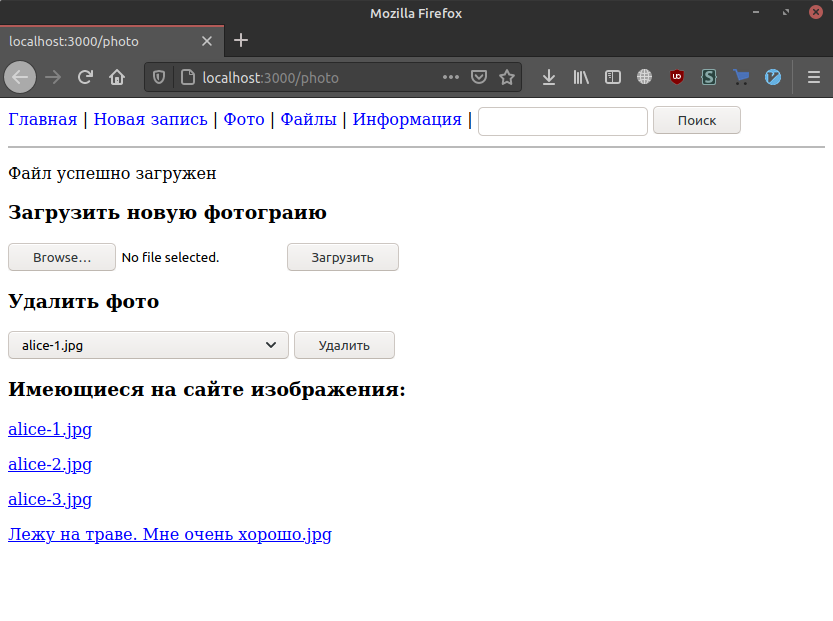 Mozilla Firefox
localhost:3000/photo
localhost:3000/photo
Главная | Новая запись | Фото | Файлы | Информация | Поиск
Файл успешно загружен
Загрузить новую фотограию
Browse... No file selected. Загрузить
Удалить фото
alice-1.jpg Удалить
Имеющиеся на сайте изображения:
alice-1.jpg
alice-2.jpg
alice-3.jpg
Лежу на траве. Мне очень хорошо.jpg